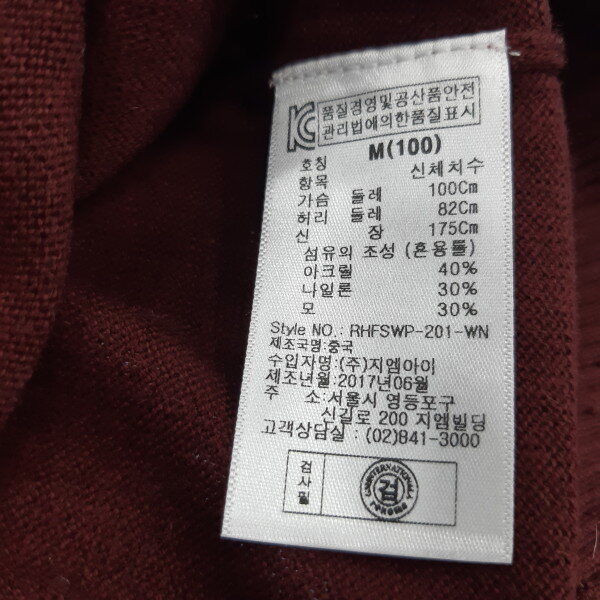 품질경영및공산품안전
관리법에의한품질표시
호칭 M(100)
항목 신체치수
가슴 둘레 100Cm
허리 둘레 82Cm
신 장 175Cm
섬유의 조성 (혼용률)
아크릴 40%
나일론 30%
모 30%
Style NO.: RHFSWP-201-WN
제조국명:중국
수입자명:(주)지엠아이
제조년월:2017년06월
주 소:서울시 영등포구
신길로 200 지엠빌딩
고객상담실 : (02)841-3000
검사필
검